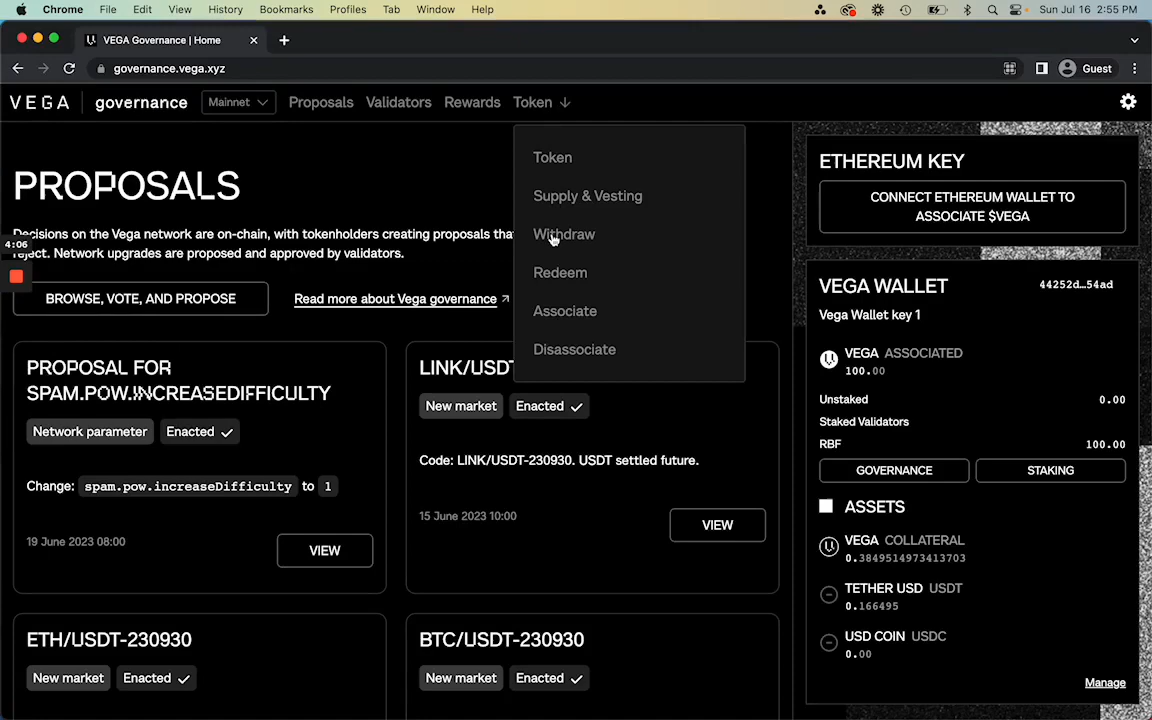 Chrome File Edit View History Bookmarks Profiles Tab Window Help Sun Jul 16 2:55 PM
VEGA Governance | Home
governance.vega.xyz Guest
VEGA governance Mainnet Proposals Validators Rewards Token
Token
Supply & Vesting
Withdraw
Redeem
Associate
Disassociate
PROPOSALS
Decisions on the Vega network are on-chain, with tokenholders creating proposals tha
reject. Network upgrades are proposed and approved by validators.
4:06
BROWSE, VOTE, AND PROPOSE
Read more about Vega governance
PROPOSAL FOR
SPAM.POW.INCREASEDIFFICULTY
Network parameter Enacted
Change: spam.pow.increaseDifficulty to 1
19 June 2023 08:00
VIEW
LINK/USDT
New market Enacted
Code: LINK/USDT-230930. USDT settled future.
15 June 2023 10:00
VIEW
ETH/USDT-230930
New market Enacted
BTC/USDT-230930
New market Enacted
ETHEREUM KEY
CONNECT ETHEREUM WALLET TO
ASSOCIATE $VEGA
VEGA WALLET 44252d…54ad
Vega Wallet key 1
VEGA ASSOCIATED
100.00
Unstaked 0.00
Staked Validators
RBF 100.00
GOVERNANCE STAKING
ASSETS
VEGA COLLATERAL
0.3849514973413703
TETHER USD USDT
0.166495
USD COIN USDC
0.00
Manage